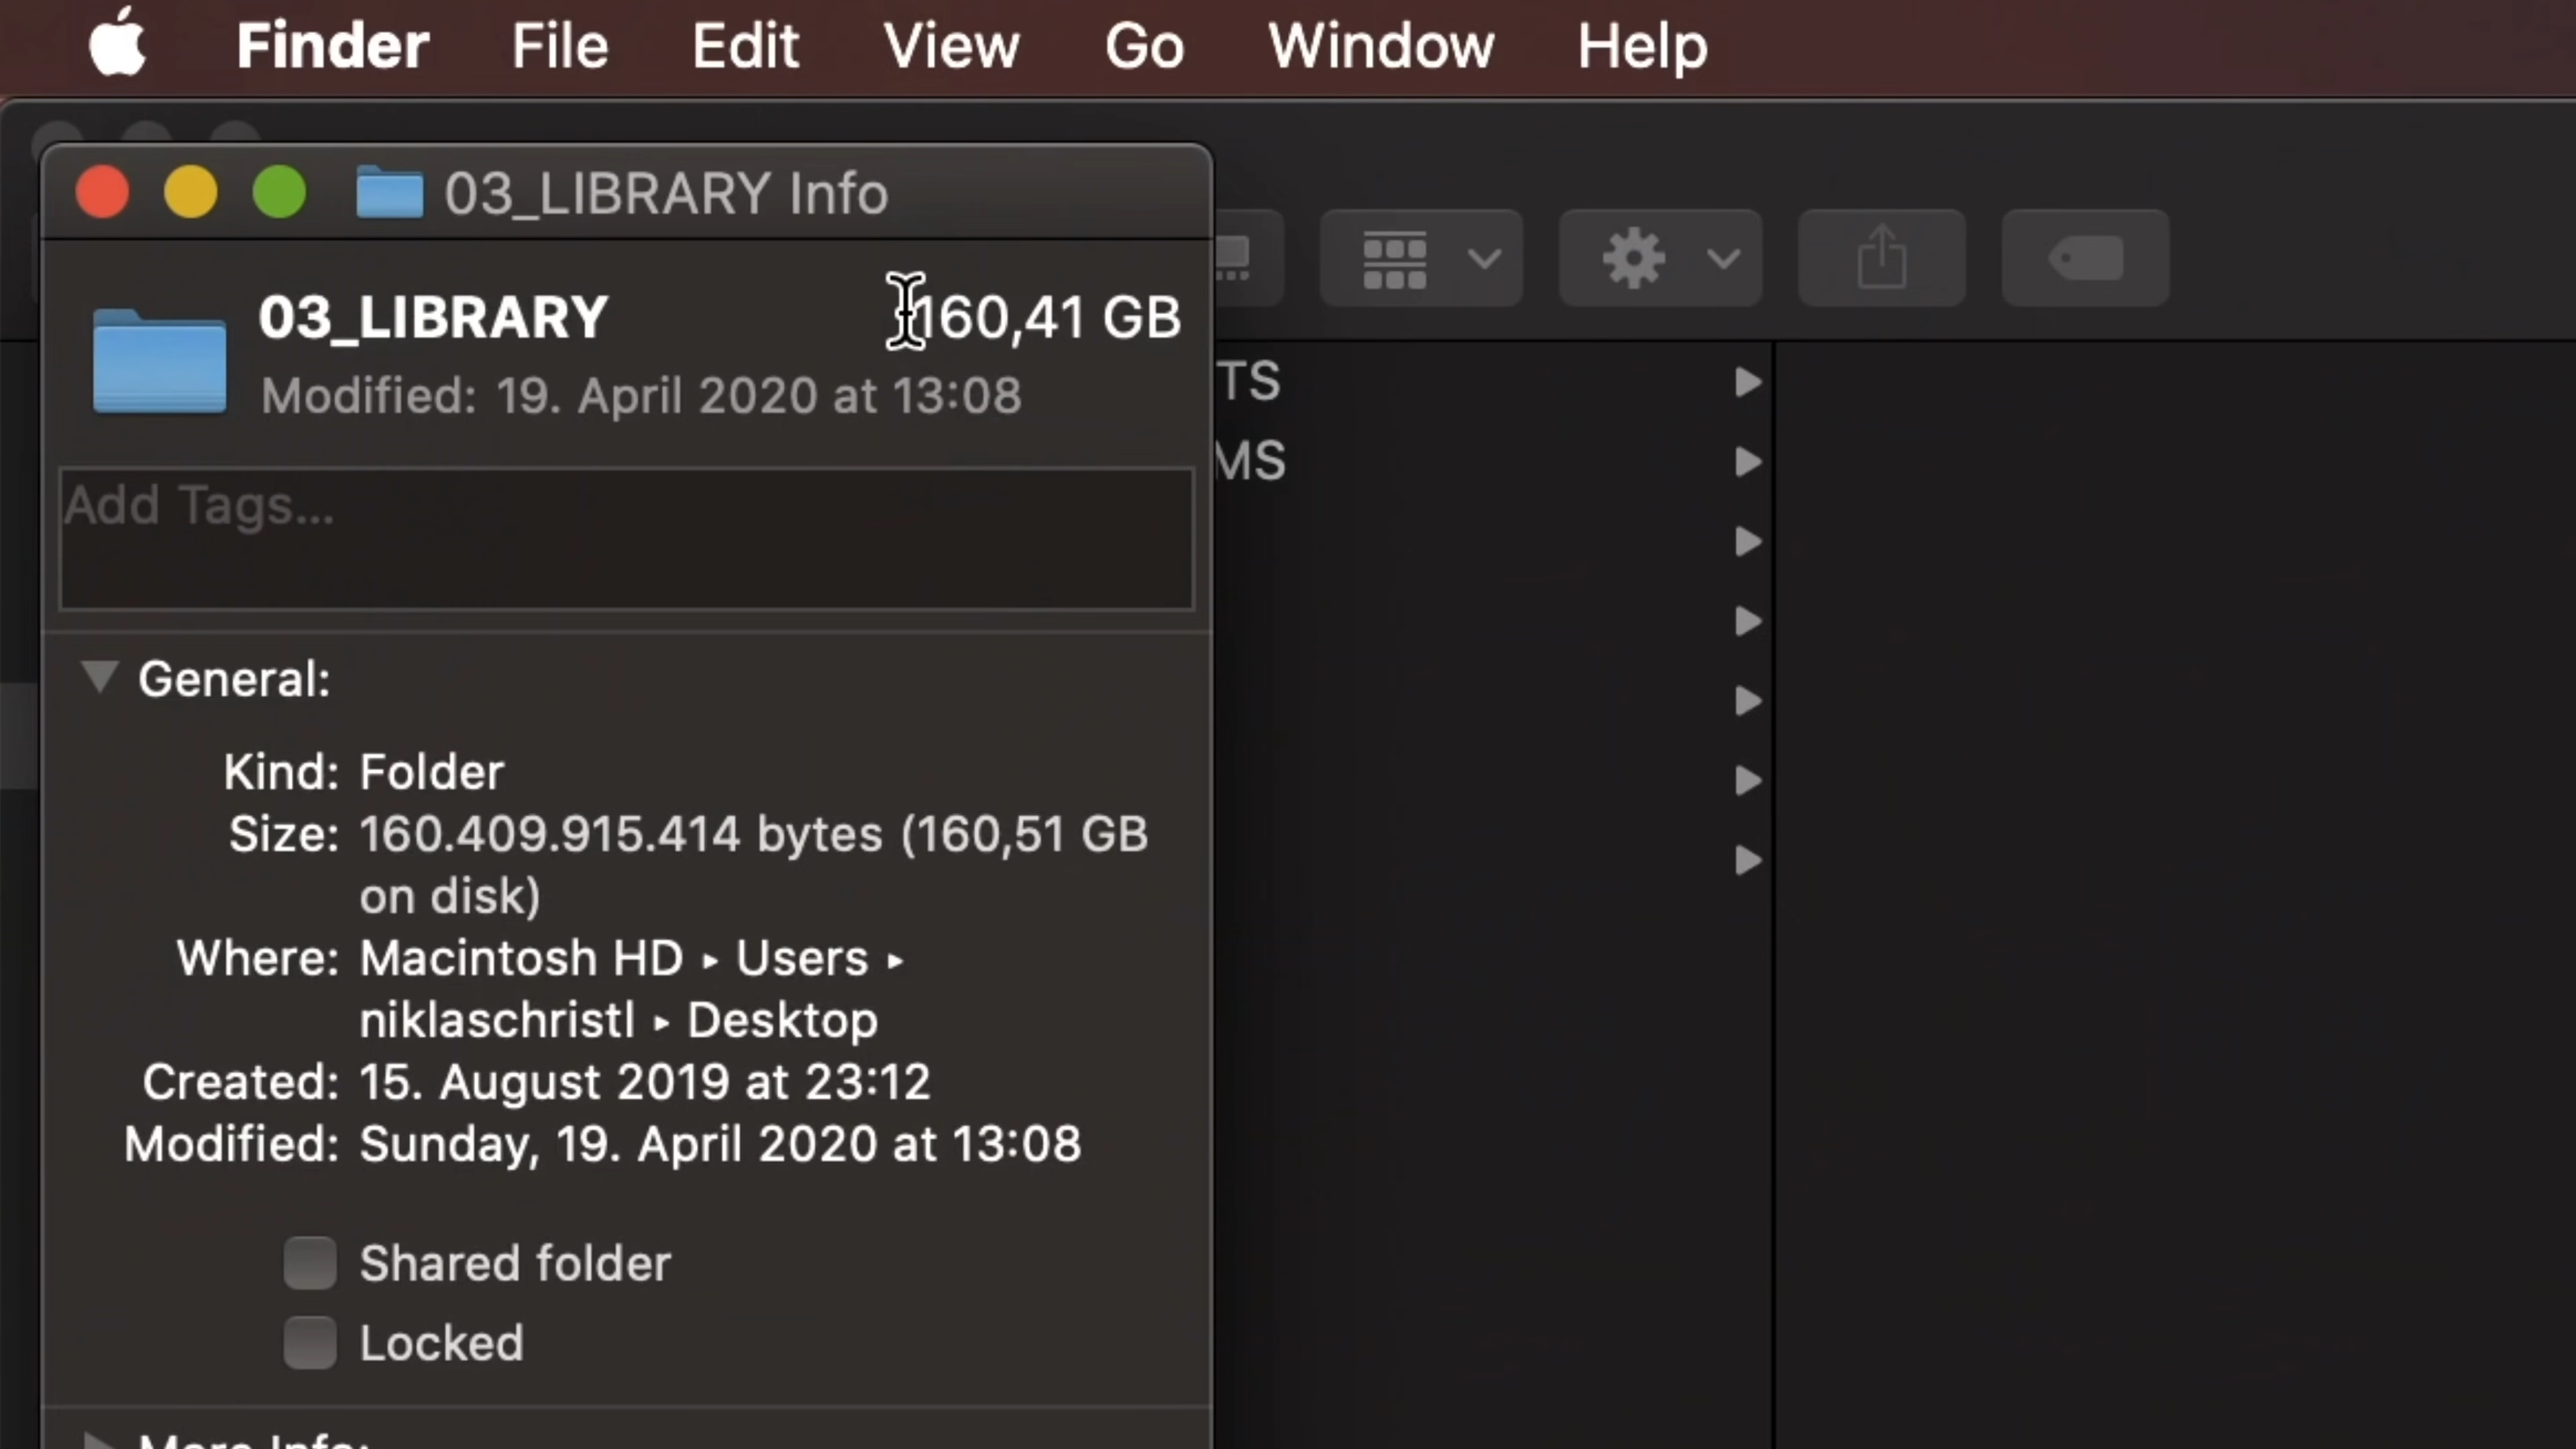 Finder File Edit View Go Window Help
03_LIBRARY Info
03_LIBRARY 160,41 GB
Modified: 19. April 2020 at 13:08
Add Tags...
TS
MS
General:
Kind: Folder
Size: 160.409.915.414 bytes (160,51 GB
on disk)
Where: Macintosh HD ▸ Users ▸
niklaschristl ▸ Desktop
Created: 15. August 2019 at 23:12
Modified: Sunday, 19. April 2020 at 13:08
Shared folder
Locked
More Info: